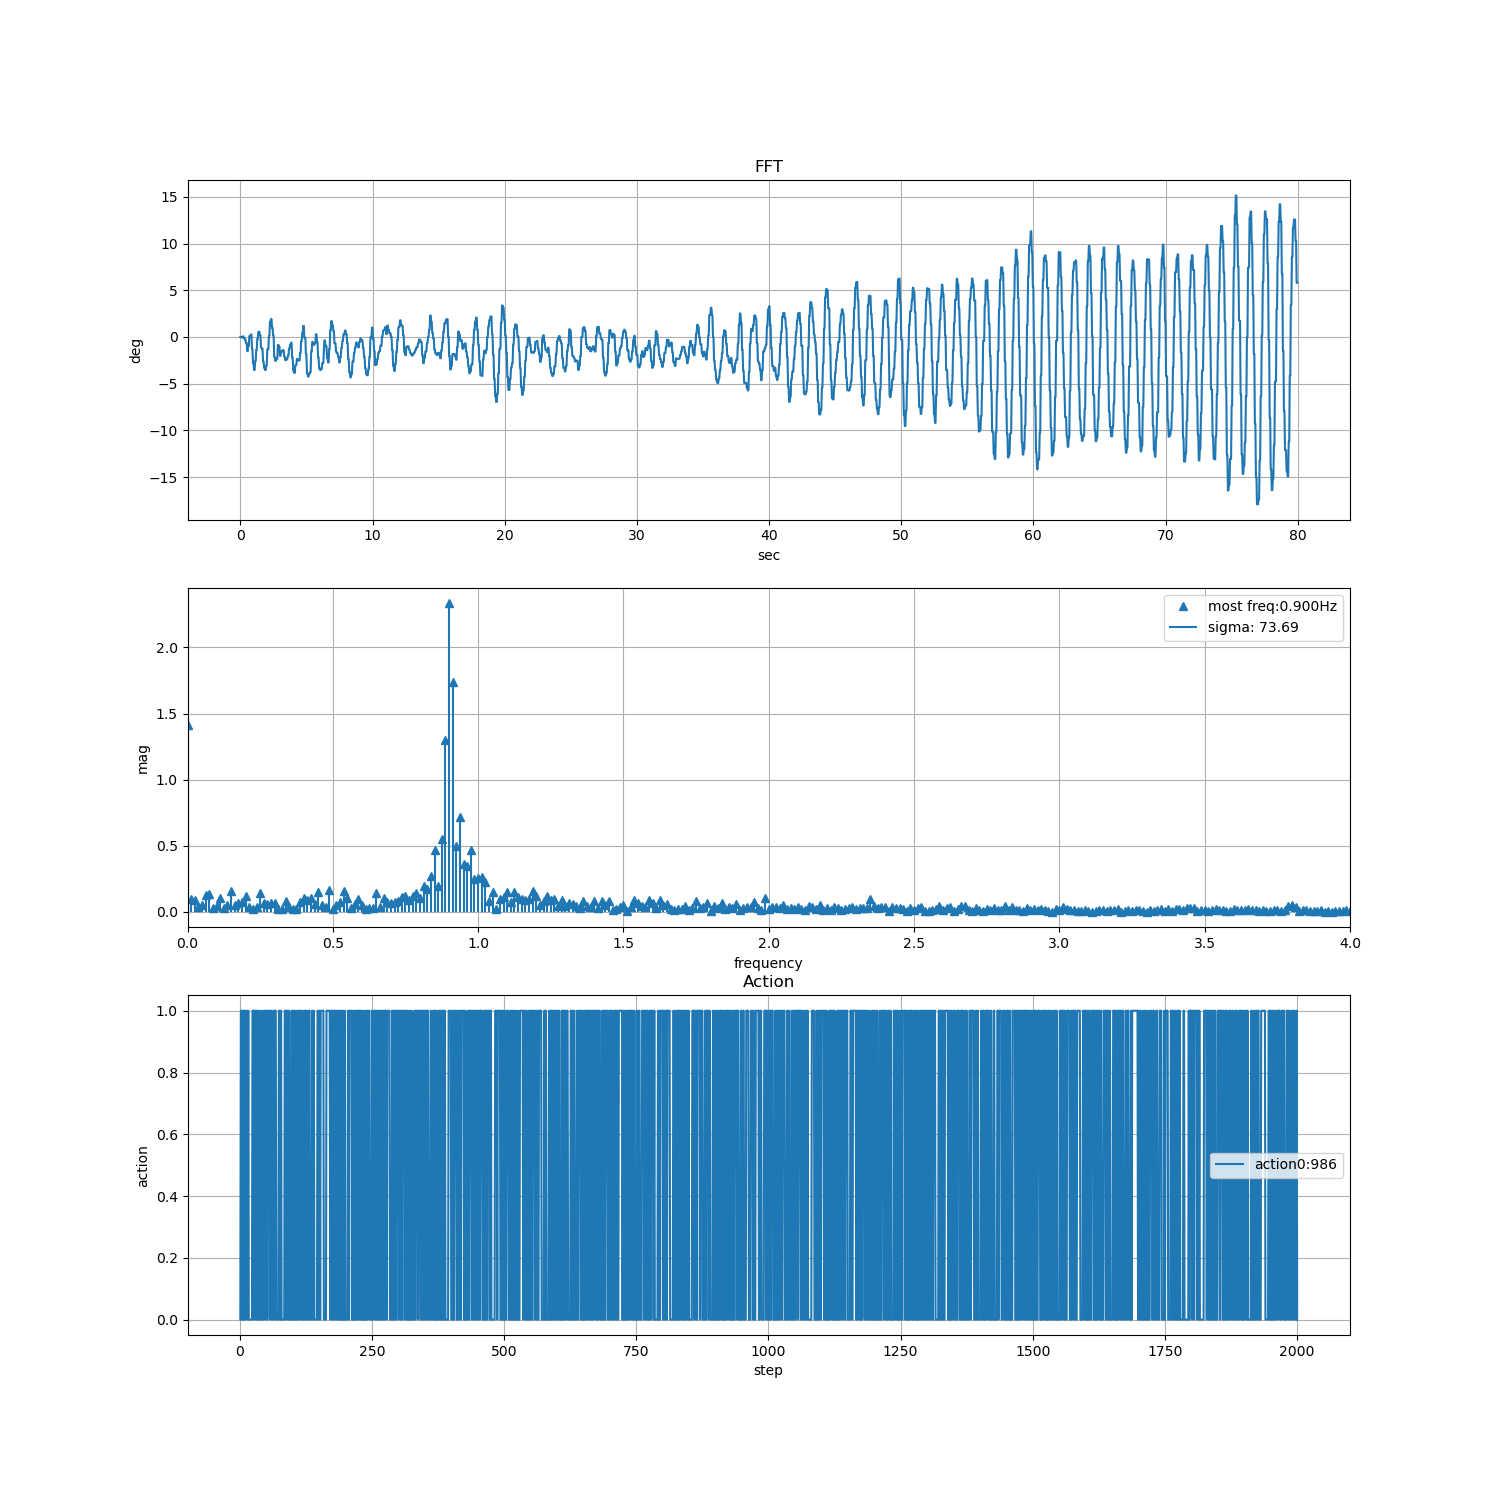 FFT
15
10
5
0
−5
−10
−15
deg
0 10 20 30 40 50 60 70 80
sec
most freq:0.900Hz
sigma: 73.69
2.0
1.5
1.0
0.5
0.0
mag
0.0 0.5 1.0 1.5 2.0 2.5 3.0 3.5 4.0
frequency
Action
1.0
0.8
0.6
0.4
0.2
0.0
action
action0:986
0 250 500 750 1000 1250 1500 1750 2000
step